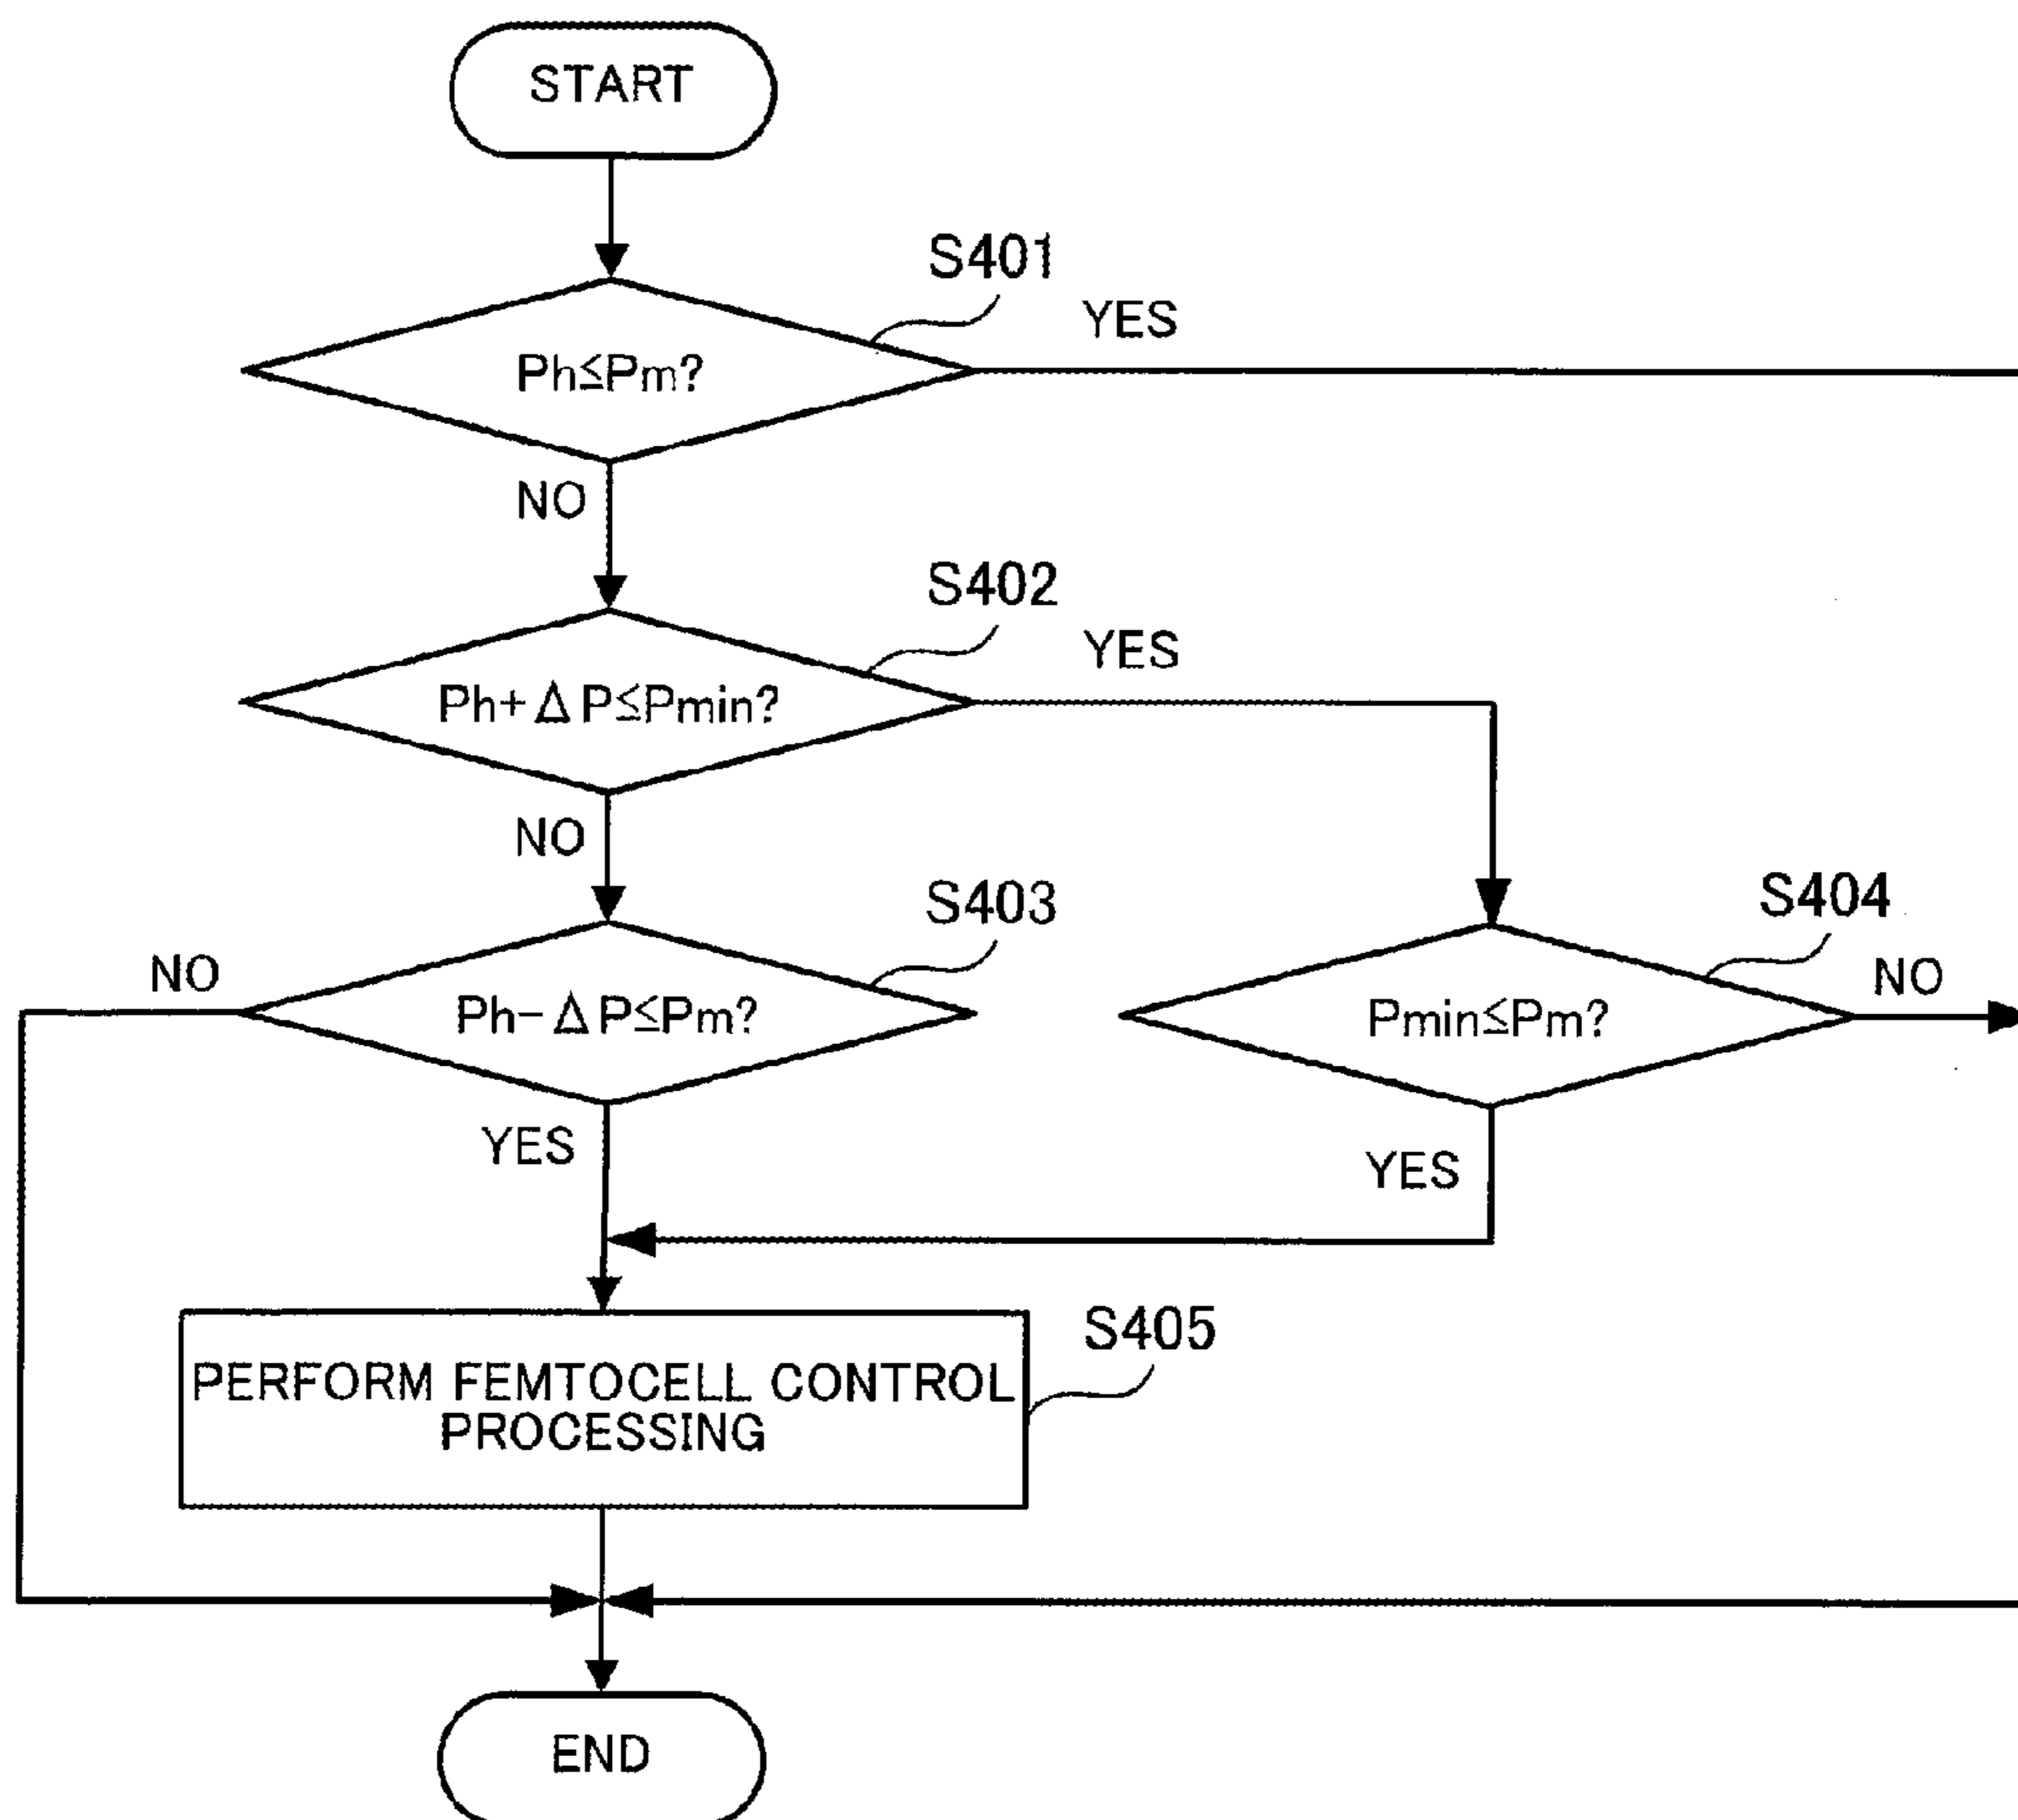 START
S401
YES
Ph≦Pm?
NO
S402
YES
Ph+ΔP≦Pmin?
NO
S403
S404
NO
Ph−ΔP≦Pm?
Pmin≦Pm?
NO
YES
YES
PERFORM FEMTOCELL CONTROL
PROCESSING
S405
END